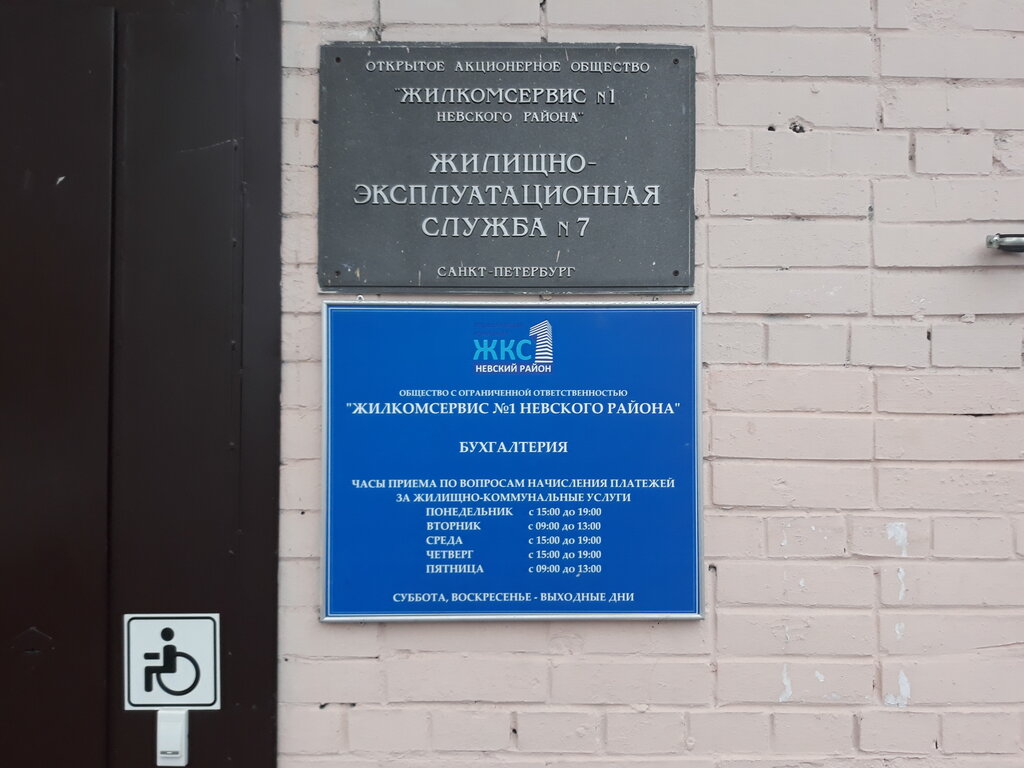 ОТКРЫТОЕ АКЦИОНЕРНОЕ ОБЩЕСТВО
"ЖИЛКОМСЕРВИС N1
НЕВСКОГО РАЙОНА"
ЖИЛИЩНО-
ЭКСПЛУАТАЦИОННАЯ
СЛУЖБА N 7
САНКТ-ПЕТЕРБУРГ
ЖКС1
НЕВСКИЙ РАЙОН
ОБЩЕСТВО С ОГРАНИЧЕННОЙ ОТВЕТСТВЕННОСТЬЮ
"ЖИЛКОМСЕРВИС №1 НЕВСКОГО РАЙОНА"
БУХГАЛТЕРИЯ
ЧАСЫ ПРИЕМА ПО ВОПРОСАМ НАЧИСЛЕНИЯ ПЛАТЕЖЕЙ
ЗА ЖИЛИЩНО-КОММУНАЛЬНЫЕ УСЛУГИ
ПОНЕДЕЛЬНИК с 15:00 до 19:00
ВТОРНИК с 09:00 до 13:00
СРЕДА с 15:00 до 19:00
ЧЕТВЕРГ с 15:00 до 19:00
ПЯТНИЦА с 09:00 до 13:00
СУББОТА, ВОСКРЕСЕНЬЕ - ВЫХОДНЫЕ ДНИ